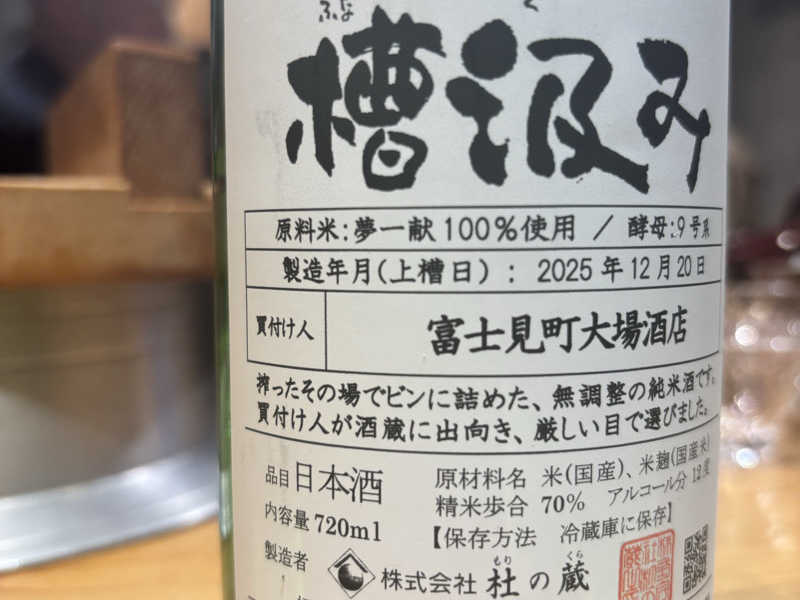 ふな く
槽汲み
原料米:夢一献100%使用 / 酵母:9号系
製造年月(上槽日): 2025年12月20日
買付け人 富士見町大場酒店
搾ったその場でビンに詰めた、無調整の純米酒です。
買付け人が酒蔵に出向き、厳しい目で選びました。
品目 日本酒 原材料名 米(国産)、米麹(国産米)
内容量 720ml 精米歩合 70% アルコール分 12度
【保存方法 冷蔵庫に保存】
もり くら
製造者 株式会社 杜の蔵